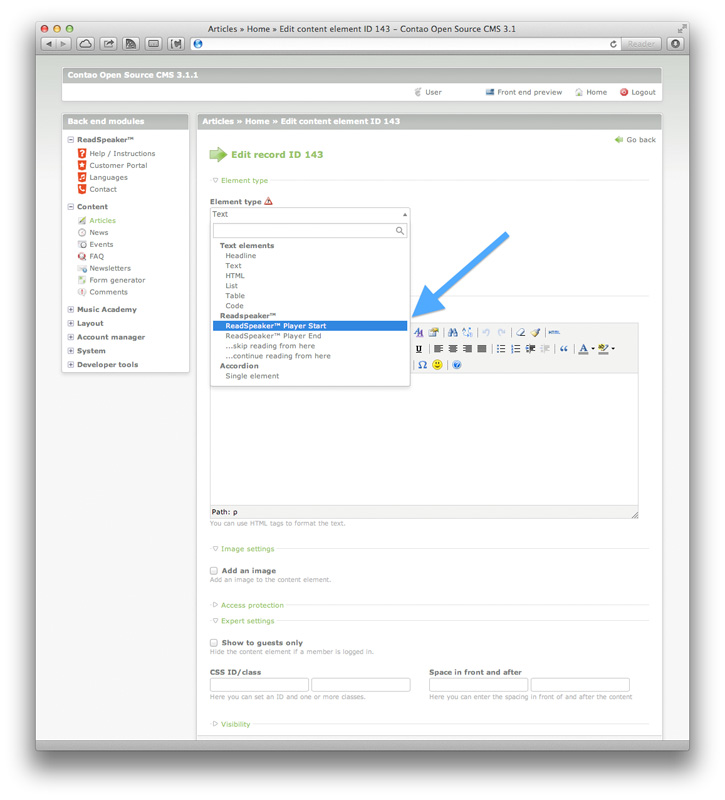 Articles » Home » Edit content element ID 143 – Contao Open Source CMS 3.1
Reader
Contao Open Source CMS 3.1.1
User
Front end preview
Home
Logout
Back end modules
ReadSpeaker™
Help / Instructions
Customer Portal
Languages
Contact
Content
Articles
News
Events
FAQ
Newsletters
Form generator
Comments
Music Academy
Layout
Account manager
System
Developer tools
Articles » Home » Edit content element ID 143
Go back
Edit record ID 143
Element type
Element type
Text
Text elements
Headline
Text
HTML
List
Table
Code
Readspeaker™
ReadSpeaker™ Player Start
ReadSpeaker™ Player End
...skip reading from here
...continue reading from here
Accordion
Single element
HTML
Path: p
You can use HTML tags to format the text.
Image settings
Add an image
Add an image to the content element.
Access protection
Expert settings
Show to guests only
Hide the content element if a member is logged in.
CSS ID/class
Here you can set an ID and one or more classes.
Space in front and after
Here you can enter the spacing in front of and after the content
Visibility